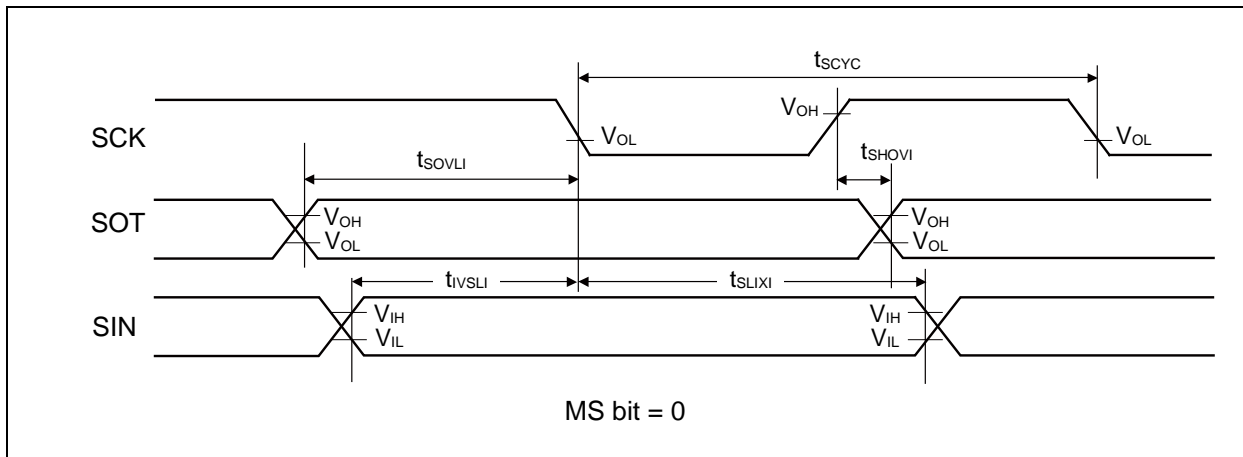 tSCYC
VOH
SCK
VOL
VOL
tSHOVI
tSOVLI
SOT
VOH
VOL
VOH
VOL
tIVSLI
tSLIXI
SIN
VIH
VIL
VIH
VIL
MS bit = 0